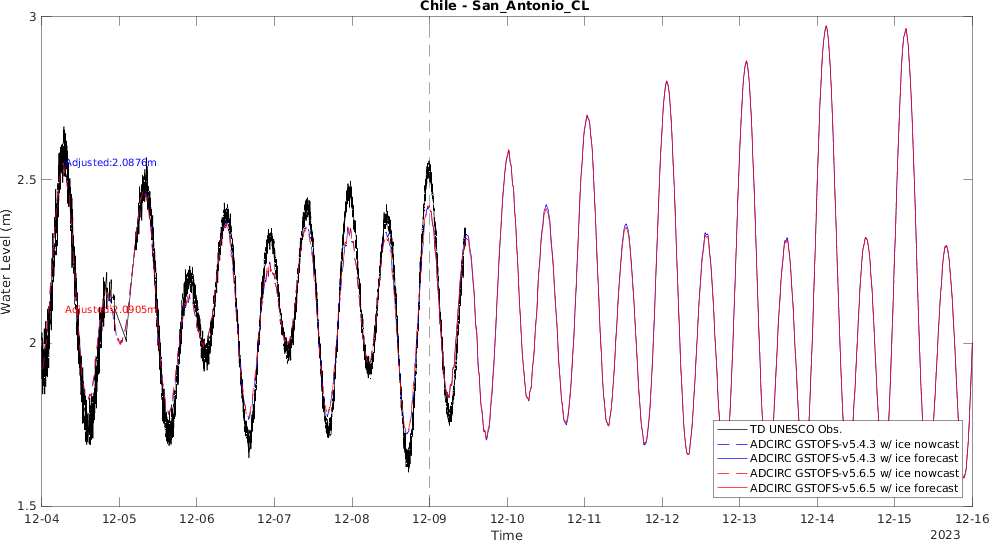 Chile - San_Antonio_CL
3
2.5
2
1.5
Water Level (m)
Adjusted:2.0876m
Adjusted:2.0905m
TD UNESCO Obs.
ADCIRC GSTOFS-v5.4.3 w/ ice nowcast
ADCIRC GSTOFS-v5.4.3 w/ ice forecast
ADCIRC GSTOFS-v5.6.5 w/ ice nowcast
ADCIRC GSTOFS-v5.6.5 w/ ice forecast
12-04 12-05 12-06 12-07 12-08 12-09 12-10 12-11 12-12 12-13 12-14 12-15 12-16
Time
2023